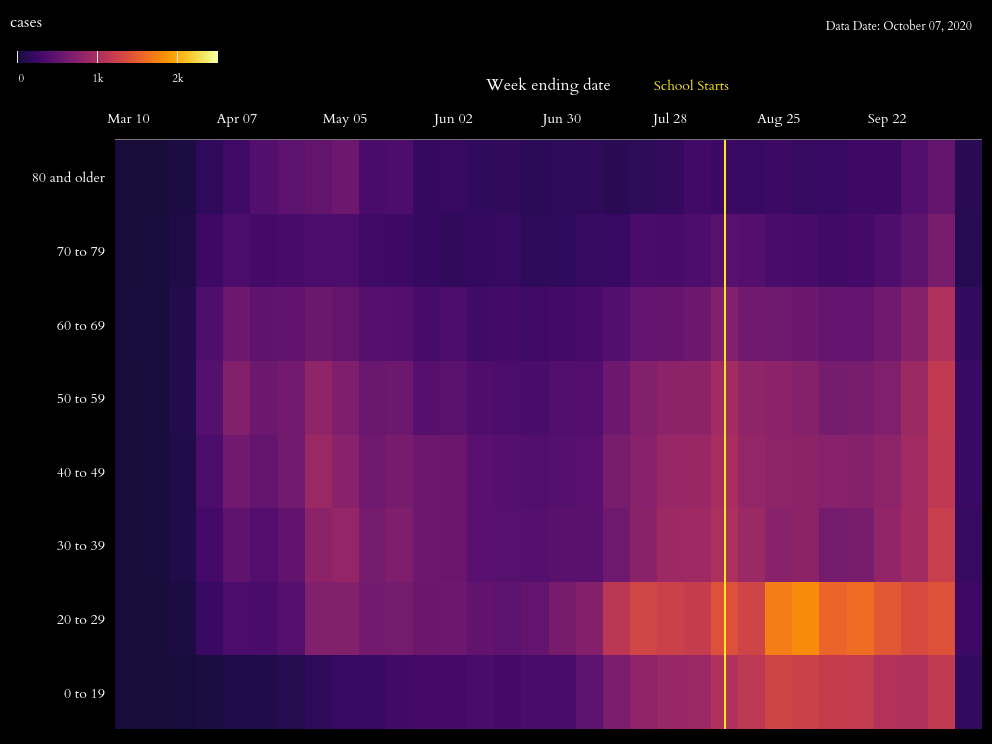 cases
Data Date: October 07, 2020
0 1k 2k
Week ending date School Starts
Mar 10 Apr 07 May 05 Jun 02 Jun 30 Jul 28 Aug 25 Sep 22
80 and older
70 to 79
60 to 69
50 to 59
40 to 49
30 to 39
20 to 29
0 to 19